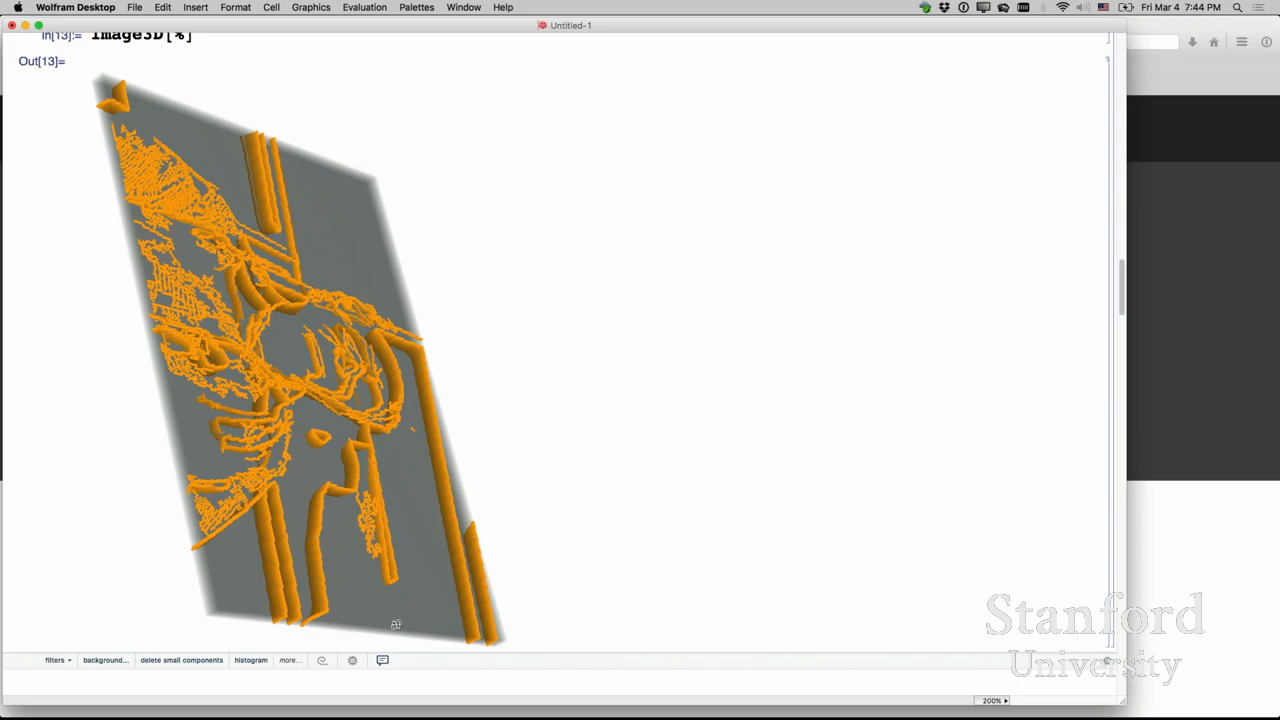 Wolfram Desktop File Edit Insert Format Cell Graphics Evaluation Palettes Window Help Fri Mar 4 7:44 PM
Untitled-1
In[13]:= Image3D[%]
Out[13]=
filters background... delete small components histogram more...
200%
Stanford
University